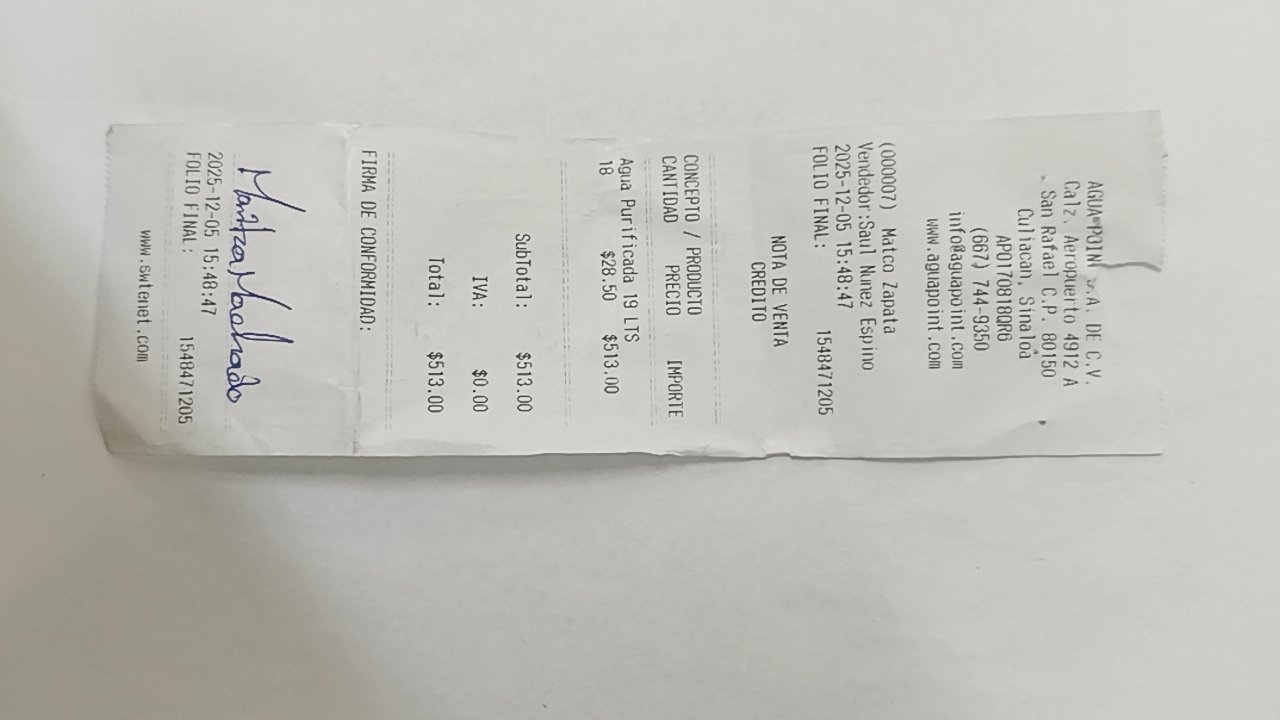 AGUA POINT S.A. DE C.V.
Calz. Aeropuerto 4912 A
San Rafael C.P. 80150
Culiacan, Sinaloa
APO170818QR6
(667) 744-9350
info@aguapoint.com
www.aguapoint.com
(000007) Matco Zapata
Vendedor:Saul Nunez Espino
2025-12-05 15:48:47
FOLIO FINAL: 1548471205
NOTA DE VENTA
CREDITO
CONCEPTO / PRODUCTO
CANTIDAD PRECIO IMPORTE
Agua Purificada 19 LTS
18 $28.50 $513.00
SubTotal: $513.00
IVA: $0.00
Total: $513.00
FIRMA DE CONFORMIDAD:
Machado
2025-12-05 15:48:47
FOLIO FINAL: 1548471205
www.swtenet.com